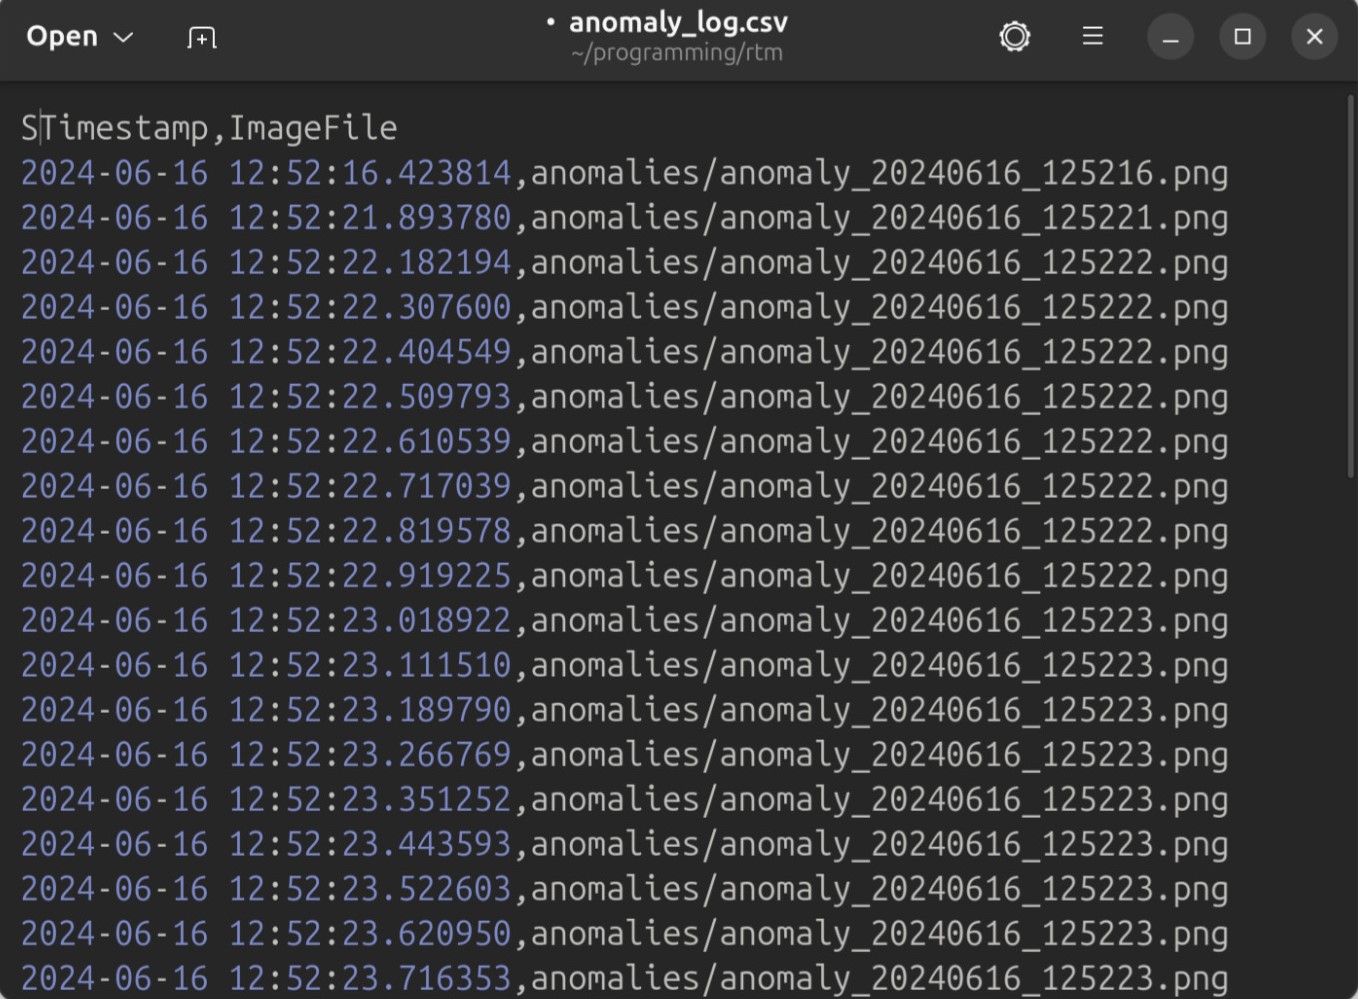 Open
• anomaly_log.csv
~/programming/rtm
STimestamp,ImageFile
2024-06-16 12:52:16.423814,anomalies/anomaly_20240616_125216.png
2024-06-16 12:52:21.893780,anomalies/anomaly_20240616_125221.png
2024-06-16 12:52:22.182194,anomalies/anomaly_20240616_125222.png
2024-06-16 12:52:22.307600,anomalies/anomaly_20240616_125222.png
2024-06-16 12:52:22.404549,anomalies/anomaly_20240616_125222.png
2024-06-16 12:52:22.509793,anomalies/anomaly_20240616_125222.png
2024-06-16 12:52:22.610539,anomalies/anomaly_20240616_125222.png
2024-06-16 12:52:22.717039,anomalies/anomaly_20240616_125222.png
2024-06-16 12:52:22.819578,anomalies/anomaly_20240616_125222.png
2024-06-16 12:52:22.919225,anomalies/anomaly_20240616_125222.png
2024-06-16 12:52:23.018922,anomalies/anomaly_20240616_125223.png
2024-06-16 12:52:23.111510,anomalies/anomaly_20240616_125223.png
2024-06-16 12:52:23.189790,anomalies/anomaly_20240616_125223.png
2024-06-16 12:52:23.266769,anomalies/anomaly_20240616_125223.png
2024-06-16 12:52:23.351252,anomalies/anomaly_20240616_125223.png
2024-06-16 12:52:23.443593,anomalies/anomaly_20240616_125223.png
2024-06-16 12:52:23.522603,anomalies/anomaly_20240616_125223.png
2024-06-16 12:52:23.620950,anomalies/anomaly_20240616_125223.png
2024-06-16 12:52:23.716353,anomalies/anomaly_20240616_125223.png